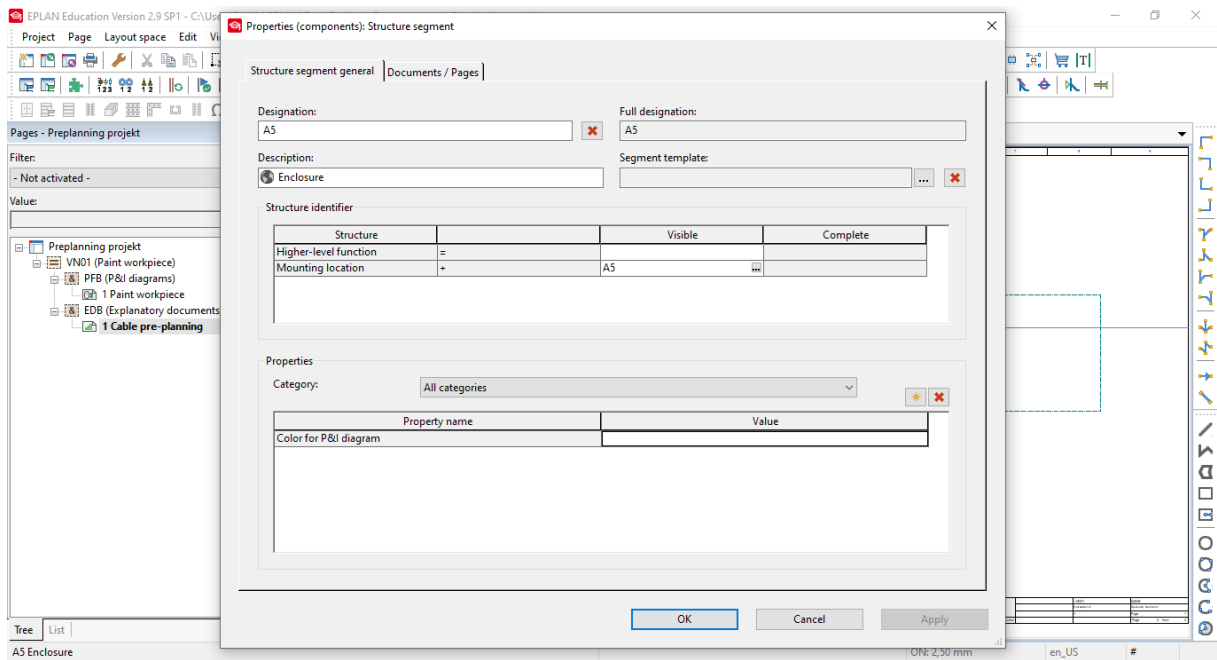 EPLAN Education Version 2.9 SP1 - C:\Use
Project Page Layout space Edit Vi
Pages - Preplanning projekt
Filter:
- Not activated -
Value:
Preplanning projekt
VN01 (Paint workpiece)
PFB (P&I diagrams)
1 Paint workpiece
EDB (Explanatory documents
1 Cable pre-planning
Tree List
A5 Enclosure
Properties (components): Structure segment
Structure segment general Documents / Pages
Designation: Full designation:
A5 A5
Description: Segment template:
Enclosure ...
Structure identifier
Structure Visible Complete
Higher-level function =
Mounting location + A5 ...
Properties
Category: All categories
Property name Value
Color for P&I diagram
OK Cancel Apply
ON: 2,50 mm en_US #